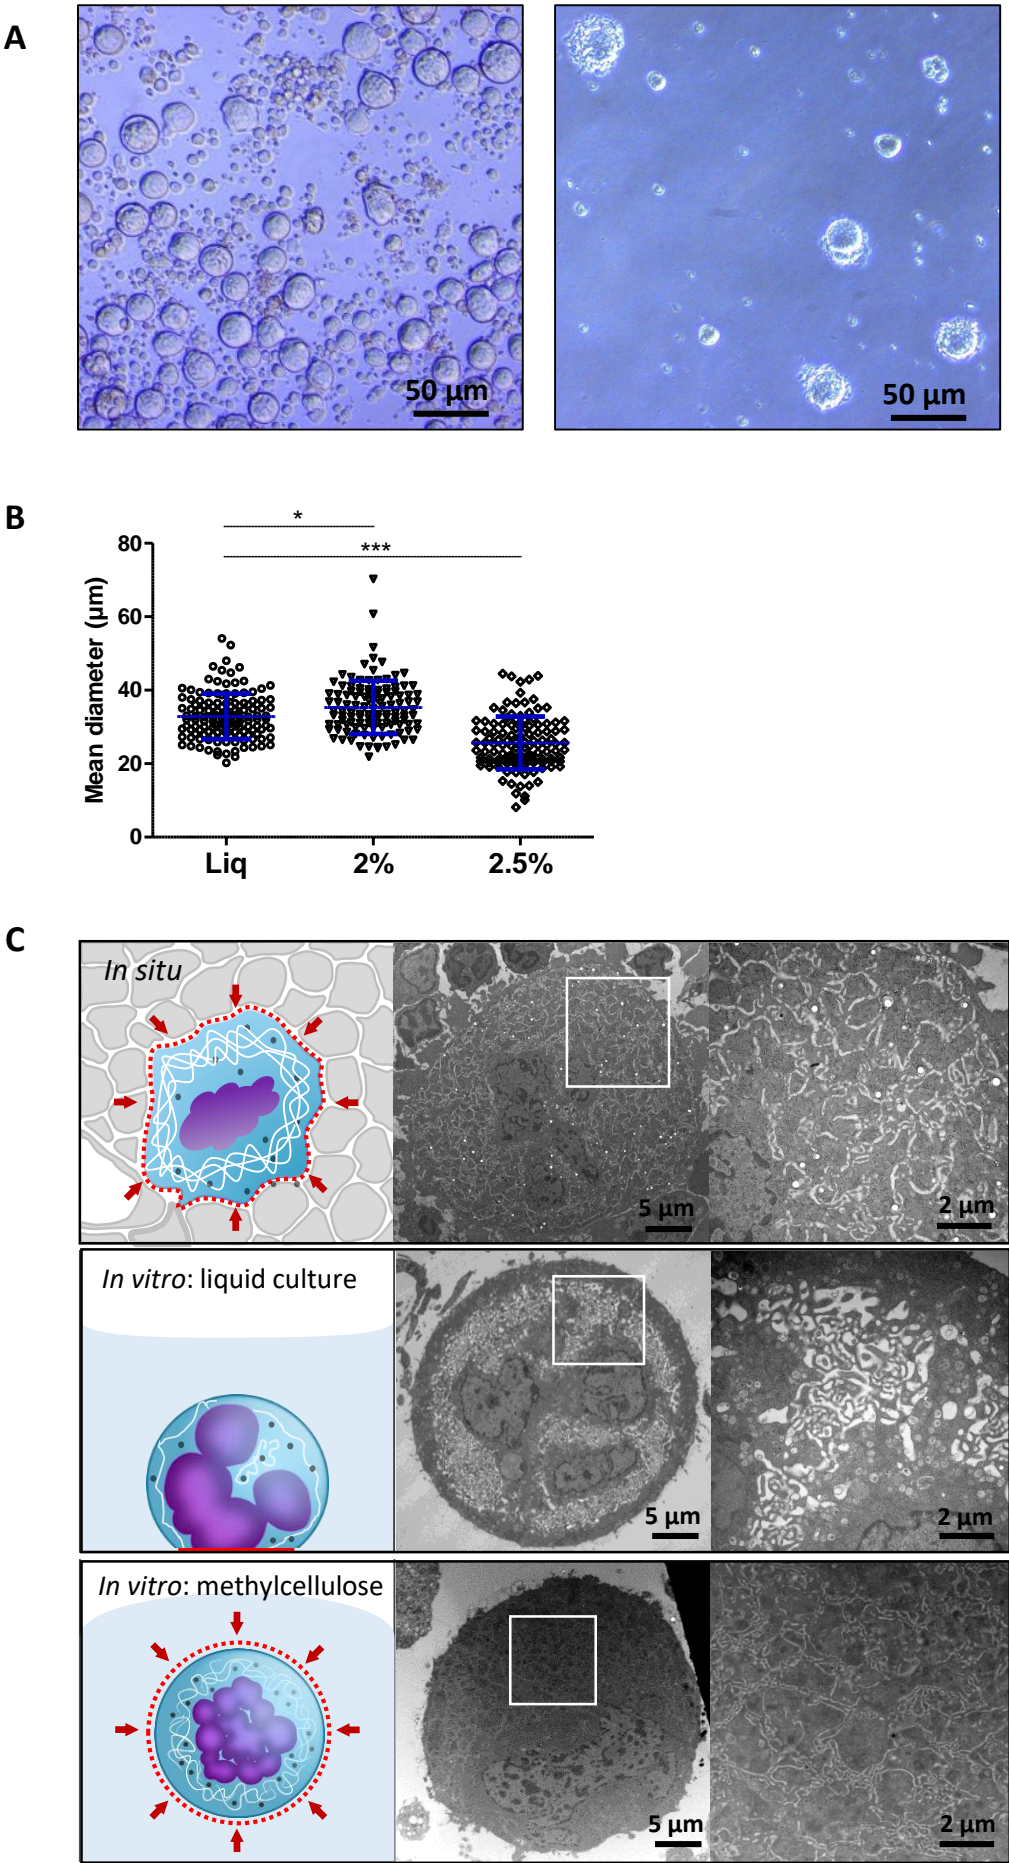 A
50 µm
50 µm
B
*
***
Mean diameter (µm)
80
60
40
20
0
Liq
2%
2.5%
C
In situ
5 µm
2 µm
In vitro: liquid culture
5 µm
2 µm
In vitro: methylcellulose
5 µm
2 µm